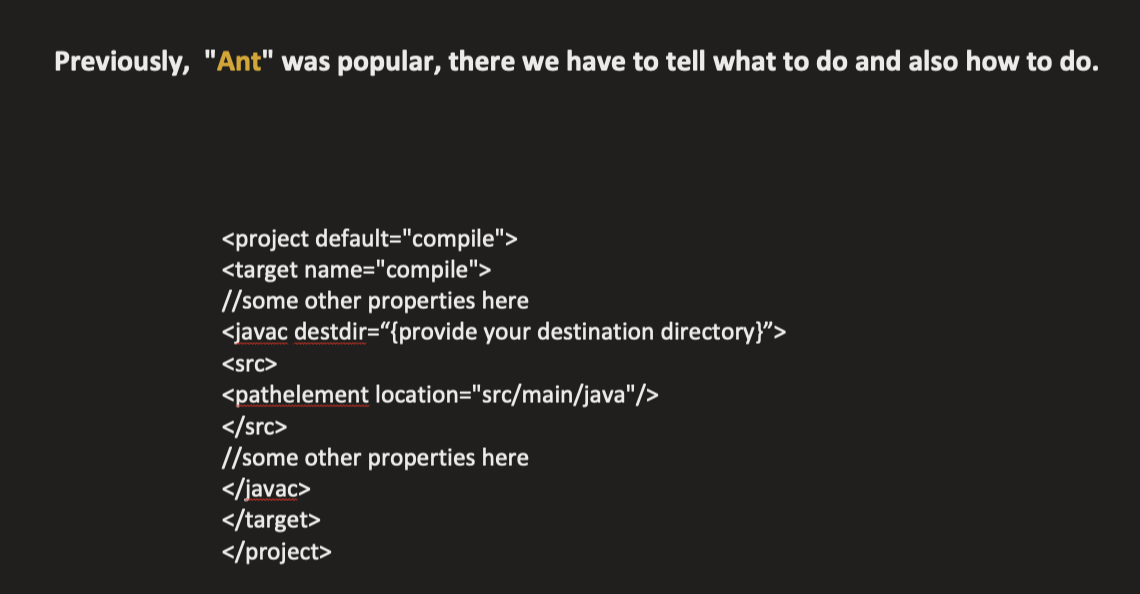 Previously, "Ant" was popular, there we have to tell what to do and also how to do.
<project default="compile">
<target name="compile">
//some other properties here
<javac destdir=“{provide your destination directory}”>
<src>
<pathelement location="src/main/java"/>
</src>
//some other properties here
</javac>
</target>
</project>